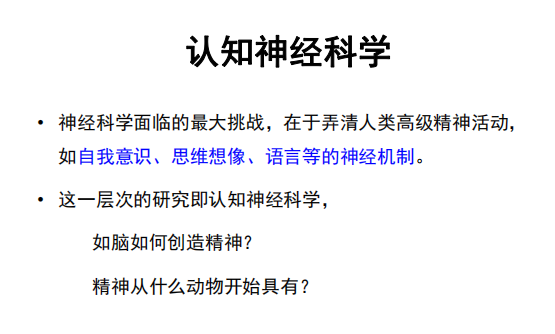 认知神经科学
• 神经科学面临的最大挑战，在于弄清人类高级精神活动，
如自我意识、思维想像、语言等的神经机制。
• 这一层次的研究即认知神经科学，
如脑如何创造精神？
精神从什么动物开始具有？